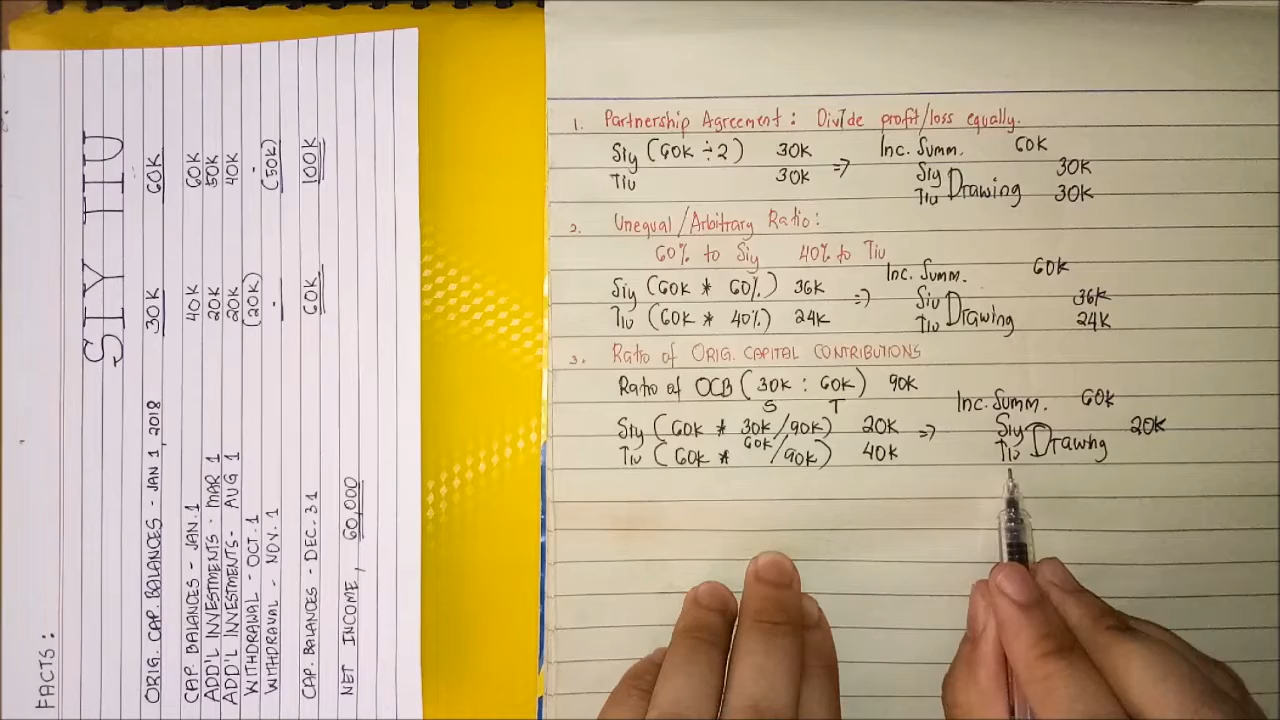 FACTS:
SIY TIU
ORIG. CAP. BALANCES - JAN 1, 2018 30K 60K
CAP. BALANCES - JAN. 1 40K 60K
ADD'L INVESTMENTS - MAR 1 20K 50K
ADD'L INVESTMENTS - AUG 1 20K 40K
WITHDRAWAL - OCT. 1 (20K) -
WITHDRAWAL - NOV. 1 - (50K)
CAP. BALANCES - DEC. 31 60K 100K
NET INCOME, 60,000
1. Partnership Agreement: Divide profit/loss equally.
Siy (60K ÷ 2) 30K => Inc. Summ. 60K
Tiu 30K
Siy Drawing 30K
Tiu 30K
2. Unequal/Arbitrary Ratio:
60% to Siy 40% to Tiu
Siy (60K * 60%) 36K => Inc. Summ. 60K
Tiu (60K * 40%) 24K
Siy Drawing 36K
Tiu 24K
3. Ratio of ORIG. CAPITAL CONTRIBUTIONS
Ratio of OCB (30K : 60K) 90K
S T
Siy (60K * 30K/90K) 20K => Inc. Summ. 60K
Tiu (60K * 60K/90K) 40K
Siy Drawing 20K
Tiu